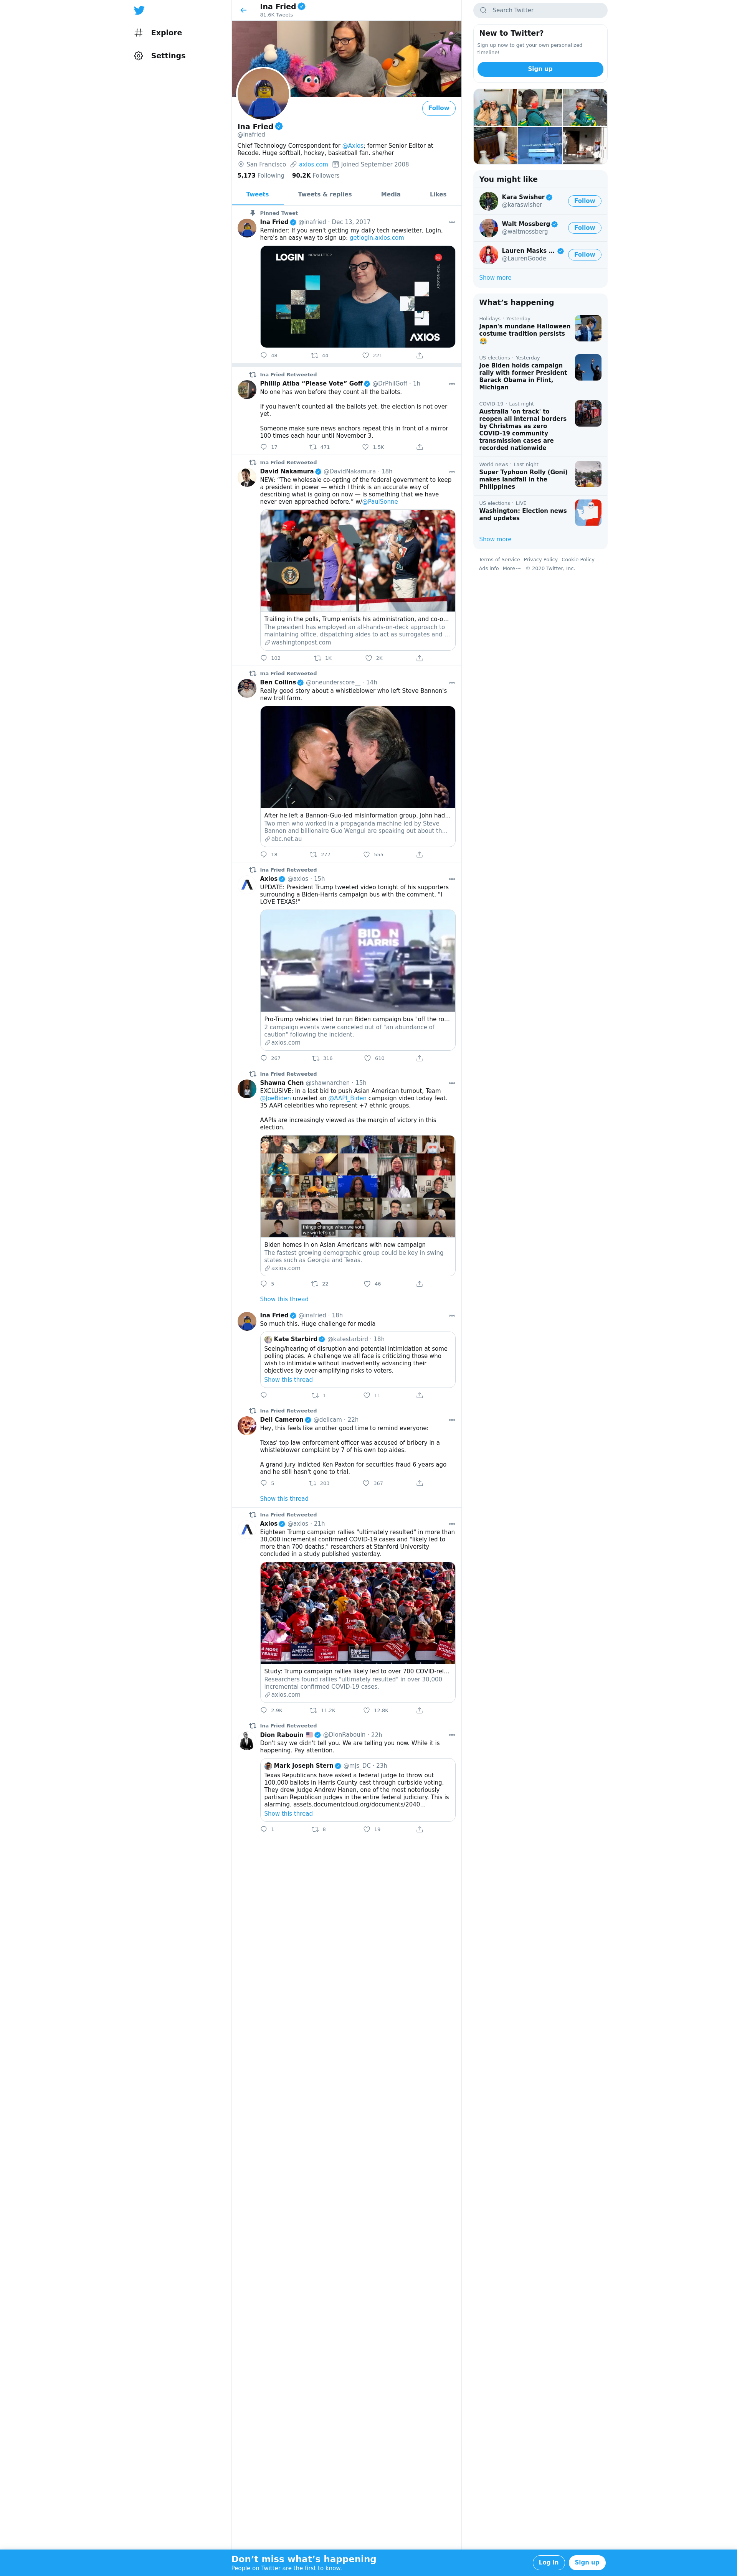 Explore
Settings
Ina Fried
91.6K Tweets
Follow
Ina Fried
@inafried
Chief Technology Correspondent for @Axios; former Senior Editor at
Recode. Huge softball, hockey, basketball fan. she/her
San Francisco axios.com Joined September 2008
5,173 Following 90.2K Followers
Tweets Tweets & replies Media Likes
Pinned Tweet
Ina Fried @inafried · Dec 13, 2017
Reminder: If you aren't getting my daily tech newsletter, Login,
here's an easy way to sign up: getlogin.axios.com
LOGIN NEWSLETTER
TECHNOLOGY
AXIOS
48 44 221
Ina Fried Retweeted
Phillip Atiba “Please Vote” Goff @DrPhilGoff · 1h
No one has won before they count all the ballots.
If you haven’t counted all the ballots yet, the election is not over
yet.
Someone make sure news anchors repeat this in front of a mirror
100 times each hour until November 3.
17 471 1.5K
Ina Fried Retweeted
David Nakamura @DavidNakamura · 18h
NEW: “The wholesale co-opting of the federal government to keep
a president in power — which I think is an accurate way of
describing what is going on now — is something that we have
never even approached before.” w/@PaulSonne
Trailing in the polls, Trump enlists his administration, and co-o...
The president has employed an all-hands-on-deck approach to
maintaining office, dispatching aides to act as surrogates and ...
washingtonpost.com
102 1K 2K
Ina Fried Retweeted
Ben Collins @oneunderscore__ · 14h
Really good story about a whistleblower who left Steve Bannon's
new troll farm.
After he left a Bannon-Guo-led misinformation group, John had...
Two men who worked in a propaganda machine led by Steve
Bannon and billionaire Guo Wengui are speaking out about th...
abc.net.au
18 277 555
Ina Fried Retweeted
Axios @axios · 15h
UPDATE: President Trump tweeted video tonight of his supporters
surrounding a Biden-Harris campaign bus with the comment, "I
LOVE TEXAS!"
BIDEN
HARRIS
Pro-Trump vehicles tried to run Biden campaign bus "off the ro...
2 campaign events were canceled out of "an abundance of
caution" following the incident.
axios.com
267 316 610
Ina Fried Retweeted
Shawna Chen @shawnarchen · 15h
EXCLUSIVE: In a last bid to push Asian American turnout, Team
@JoeBiden unveiled an @AAPI_Biden campaign video today feat.
35 AAPI celebrities who represent +7 ethnic groups.
AAPIs are increasingly viewed as the margin of victory in this
election.
things change when we vote
we win let's go
Biden homes in on Asian Americans with new campaign
The fastest growing demographic group could be key in swing
states such as Georgia and Texas.
axios.com
5 22 46
Show this thread
Ina Fried @inafried · 18h
So much this. Huge challenge for media
Kate Starbird @katestarbird · 18h
Seeing/hearing of disruption and potential intimidation at some
polling places. A challenge we all face is criticizing those who
wish to intimidate without inadvertently advancing their
objectives by over-amplifying risks to voters.
Show this thread
1 11
Ina Fried Retweeted
Dell Cameron @dellcam · 22h
Hey, this feels like another good time to remind everyone:
Texas' top law enforcement officer was accused of bribery in a
whistleblower complaint by 7 of his own top aides.
A grand jury indicted Ken Paxton for securities fraud 6 years ago
and he still hasn't gone to trial.
5 203 367
Show this thread
Ina Fried Retweeted
Axios @axios · 21h
Eighteen Trump campaign rallies "ultimately resulted" in more than
30,000 incremental confirmed COVID-19 cases and "likely led to
more than 700 deaths," researchers at Stanford University
concluded in a study published yesterday.
Study: Trump campaign rallies likely led to over 700 COVID-rel...
Researchers found rallies "ultimately resulted" in over 30,000
incremental confirmed COVID-19 cases.
axios.com
2.9K 11.2K 12.8K
Ina Fried Retweeted
Dion Rabouin 🇺🇸 @DionRabouin · 22h
Don't say we didn't tell you. We are telling you now. While it is
happening. Pay attention.
Mark Joseph Stern @mjs_DC · 23h
Texas Republicans have asked a federal judge to throw out
100,000 ballots in Harris County cast through curbside voting.
They drew Judge Andrew Hanen, one of the most notoriously
partisan Republican judges in the entire federal judiciary. This is
alarming. assets.documentcloud.org/documents/2040…
Show this thread
1 8 19
Search Twitter
New to Twitter?
Sign up now to get your own personalized
timeline!
Sign up
You might like
Kara Swisher
@karaswisher
Follow
Walt Mossberg
@waltmossberg
Follow
Lauren Masks ...
@LaurenGoode
Follow
Show more
What’s happening
Holidays · Yesterday
Japan's mundane Halloween
costume tradition persists
😂
US elections · Yesterday
Joe Biden holds campaign
rally with former President
Barack Obama in Flint,
Michigan
COVID-19 · Last night
Australia 'on track' to
reopen all internal borders
by Christmas as zero
COVID-19 community
transmission cases are
recorded nationwide
World news · Last night
Super Typhoon Rolly (Goni)
makes landfall in the
Philippines
US elections · LIVE
Washington: Election news
and updates
Show more
Terms of Service Privacy Policy Cookie Policy
Ads info More © 2020 Twitter, Inc.
Don’t miss what’s happening
People on Twitter are the first to know.
Log in
Sign up